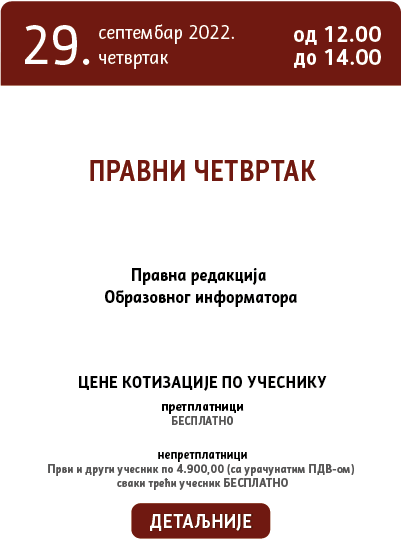 29.
септембар 2022.
четвртак
од 12.00
до 14.00
ПРАВНИ ЧЕТВРТАК
Правна редакција
Образовног информатора
ЦЕНЕ КОТИЗАЦИЈЕ ПО УЧЕСНИКУ
претплатници
БЕСПЛАТНО
непретплатници
Први и други учесник по 4.900,00 (са урачунатим ПДВ-ом)
сваки трећи учесник БЕСПЛАТНО
ДЕТАЉНИЈЕ